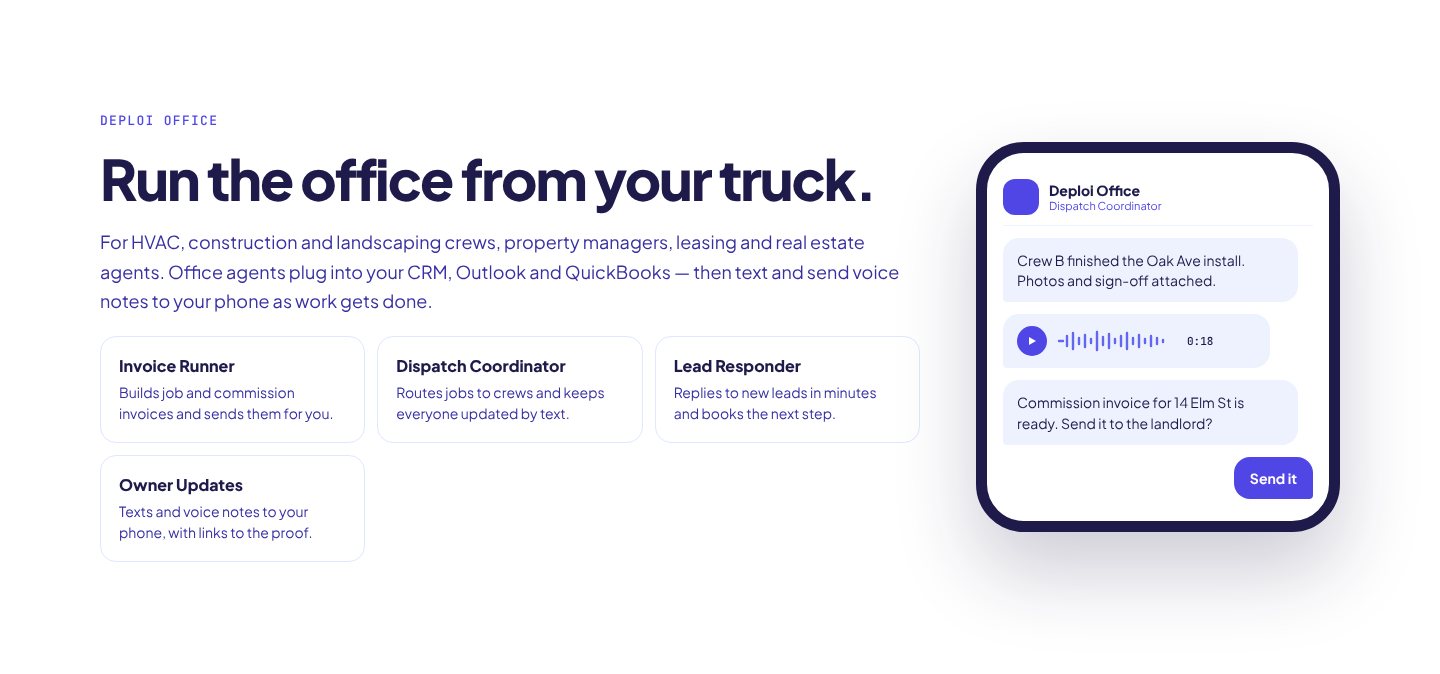 DEPLOI OFFICE
Run the office from your truck.
For HVAC, construction and landscaping crews, property managers, leasing and real estate
agents. Office agents plug into your CRM, Outlook and QuickBooks — then text and send voice
notes to your phone as work gets done.
Invoice Runner
Builds job and commission
invoices and sends them for you.
Dispatch Coordinator
Routes jobs to crews and keeps
everyone updated by text.
Lead Responder
Replies to new leads in minutes
and books the next step.
Owner Updates
Texts and voice notes to your
phone, with links to the proof.
Deploi Office
Dispatch Coordinator
Crew B finished the Oak Ave install.
Photos and sign-off attached.
0:18
Commission invoice for 14 Elm St is
ready. Send it to the landlord?
Send it